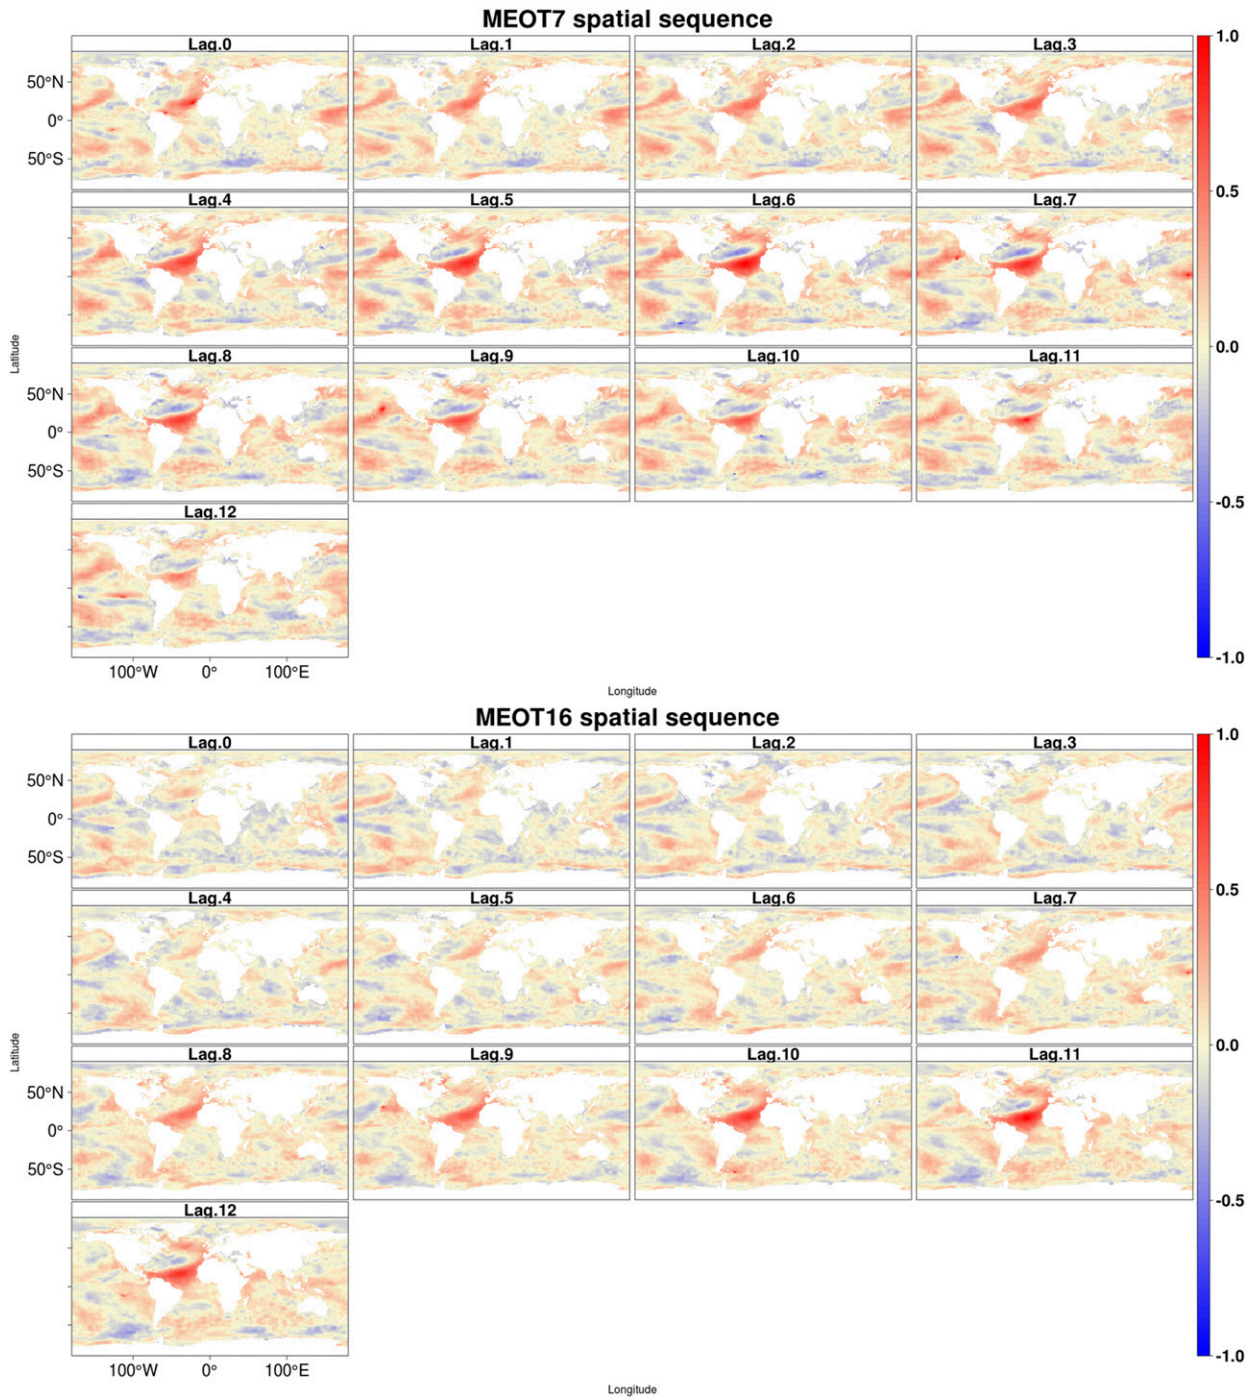 MEOT7 spatial sequence
Lag.0 Lag.1 Lag.2 Lag.3
1.0
50°N
0°
50°S
Lag.4 Lag.5 Lag.6 Lag.7
0.5
Latitude
0.0
Lag.8 Lag.9 Lag.10 Lag.11
50°N
0°
50°S
-0.5
Lag.12
-1.0
100°W 0° 100°E
Longitude
MEOT16 spatial sequence
Lag.0 Lag.1 Lag.2 Lag.3
1.0
50°N
0°
50°S
Lag.4 Lag.5 Lag.6 Lag.7
0.5
Latitude
0.0
Lag.8 Lag.9 Lag.10 Lag.11
50°N
0°
50°S
-0.5
Lag.12
-1.0
100°W 0° 100°E
Longitude